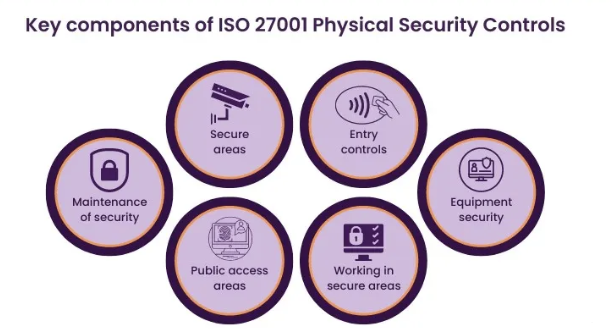 Key components of ISO 27001 Physical Security Controls
Secure
areas
Entry
controls
Maintenance
of security
Equipment
security
Public access
areas
Working in
secure areas